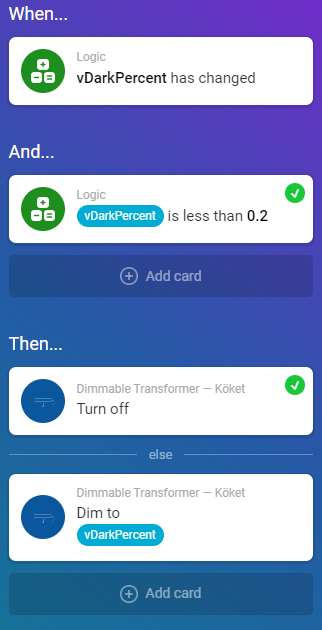 When...
Logic
vDarkPercent has changed
And...
Logic
vDarkPercent is less than 0.2
Add card
Then...
Dimmable Transformer — Köket
Turn off
else
Dimmable Transformer — Köket
Dim to
vDarkPercent
Add card